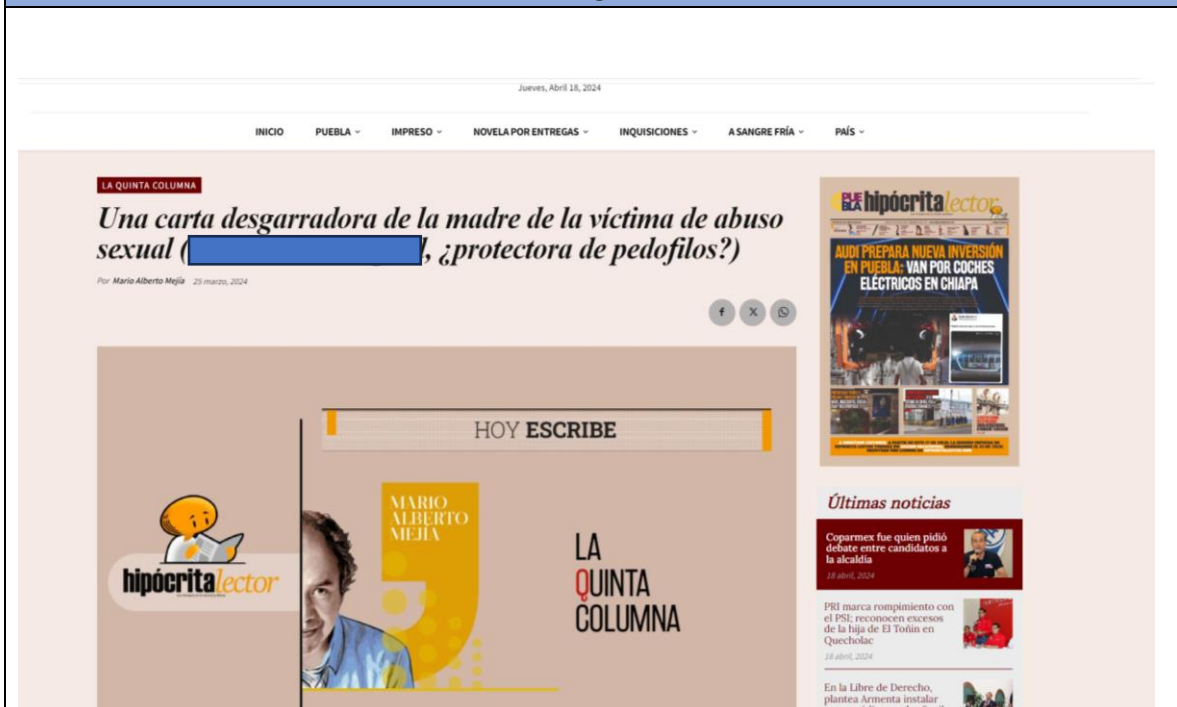 Jueves, Abril 18, 2024
INICIO PUEBLA IMPRESO NOVELA POR ENTREGAS INQUISICIONES A SANGRE FRÍA PAÍS
LA QUINTA COLUMNA
Una carta desgarradora de la madre de la víctima de abuso
sexual ( , ¿protectora de pedofilos?)
Por Mario Alberto Mejía 25 marzo, 2024
HOY ESCRIBE
MARIO
ALBERTO
MEJÍA
LA
QUINTA
COLUMNA
hipócritalector
PUEBLA hipócritalector
AUDI PREPARA NUEVA INVERSIÓN
EN PUEBLA; VAN POR COCHES
ELÉCTRICOS EN CHIAPA
Últimas noticias
Coparmex fue quien pidió
debate entre candidatos a
la alcaldía
18 abril, 2024
PRI marca rompimiento con
el PSI; reconocen excesos
de la hija de El Toñín en
Quecholac
18 abril, 2024
En la Libre de Derecho,
plantea Armenta instalar